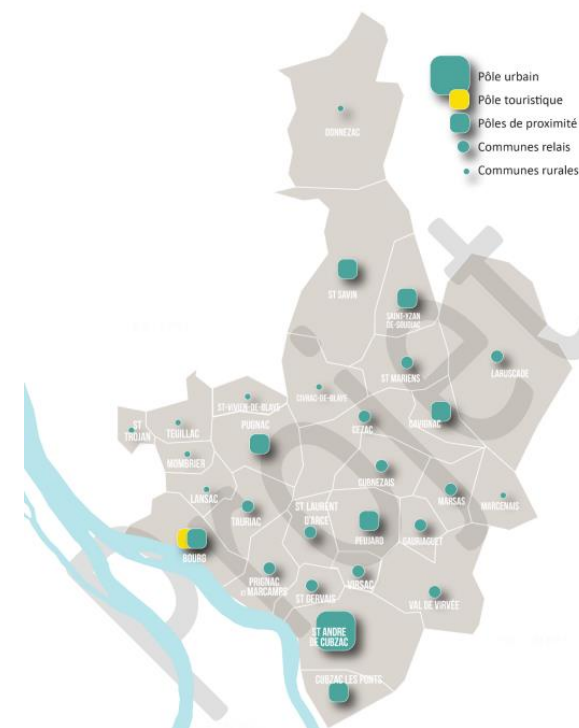 Pôle urbain
Pôle touristique
Pôles de proximité
Communes relais
Communes rurales
DONNEZAC
ST SAVIN
SAINT-YZAN
DE-SOUDIAC
ST MARIENS
LARUSCADE
CIVRAC-DE-BLAYE
ST-VIVIEN-DE-BLAYE
PUGNAC
CEZAC
CAVIGNAC
ST
TROJAN
TEUILLAC
MOMBRIER
LANSAC
CUBNEZAIS
MARSAS
MARCENAIS
TAURIAC
ST LAURENT
D'ARCE
PEUJARD
GAURIAGUET
BOURG
PRIGNAC
ET MARCAMPS
ST GERVAIS
VIRSAC
VAL DE VIRVÉE
ST ANDRE
DE CUBZAC
CUBZAC LES PONTS